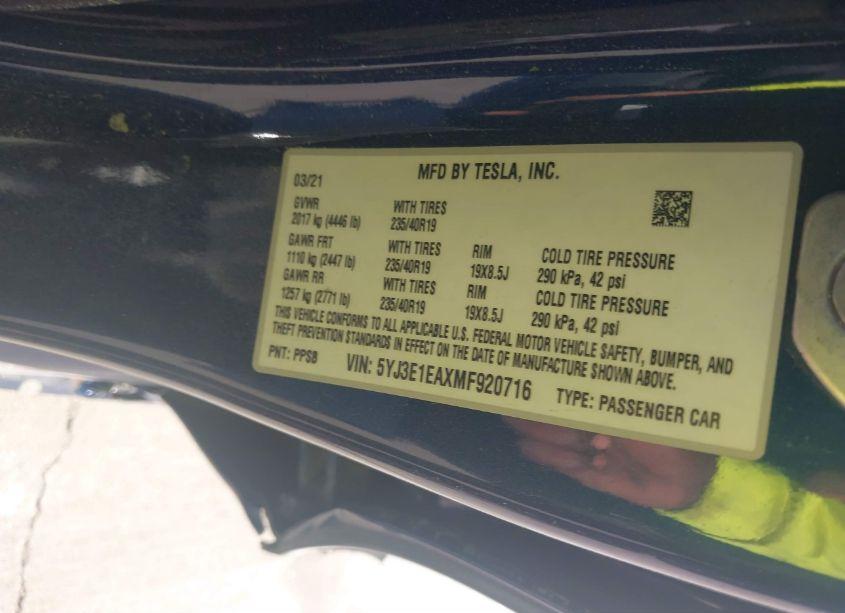 MFD BY TESLA, INC.
03/21
GVWR WITH TIRES
2017 kg (4446 lb) 235/40R19
GAWR FRT WITH TIRES RIM COLD TIRE PRESSURE
1110 kg (2447 lb) 235/40R19 19X8.5J 290 kPa, 42 psi
GAWR RR WITH TIRES RIM COLD TIRE PRESSURE
1257 kg (2771 lb) 235/40R19 19X8.5J 290 kPa, 42 psi
THIS VEHICLE CONFORMS TO ALL APPLICABLE U.S. FEDERAL MOTOR VEHICLE SAFETY, BUMPER, AND
THEFT PREVENTION STANDARDS IN EFFECT ON THE DATE OF MANUFACTURE SHOWN ABOVE.
PNT: PPSB VIN: 5YJ3E1EAXMF920716 TYPE: PASSENGER CAR